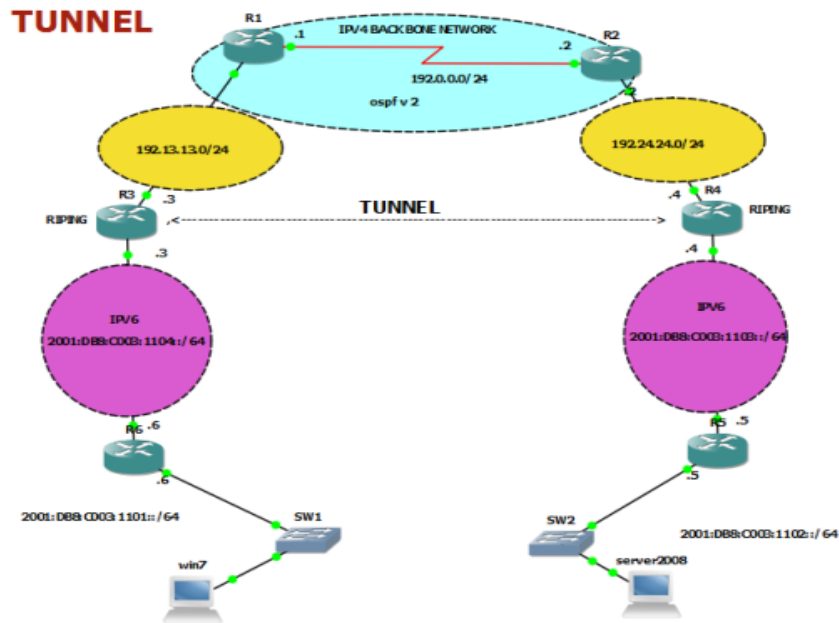 TUNNEL
R1
.1
IPV4 BACK BONE NETWORK
.2
R2
192.0.0.0/24
ospf v 2
.2
192.13.13.0/24
192.24.24.0/24
R3
.3
RIPING
TUNNEL
.4
R4
RIPING
.3
.4
IPV6
2001:DB8:C003:1104::/64
IPV6
2001:DB8:C003:1103::/64
R6
.6
R5
.5
.6
.5
2001:DB8:C003:1101::/64
SW1
SW2
2001:DB8:C003:1102::/64
win7
server2008